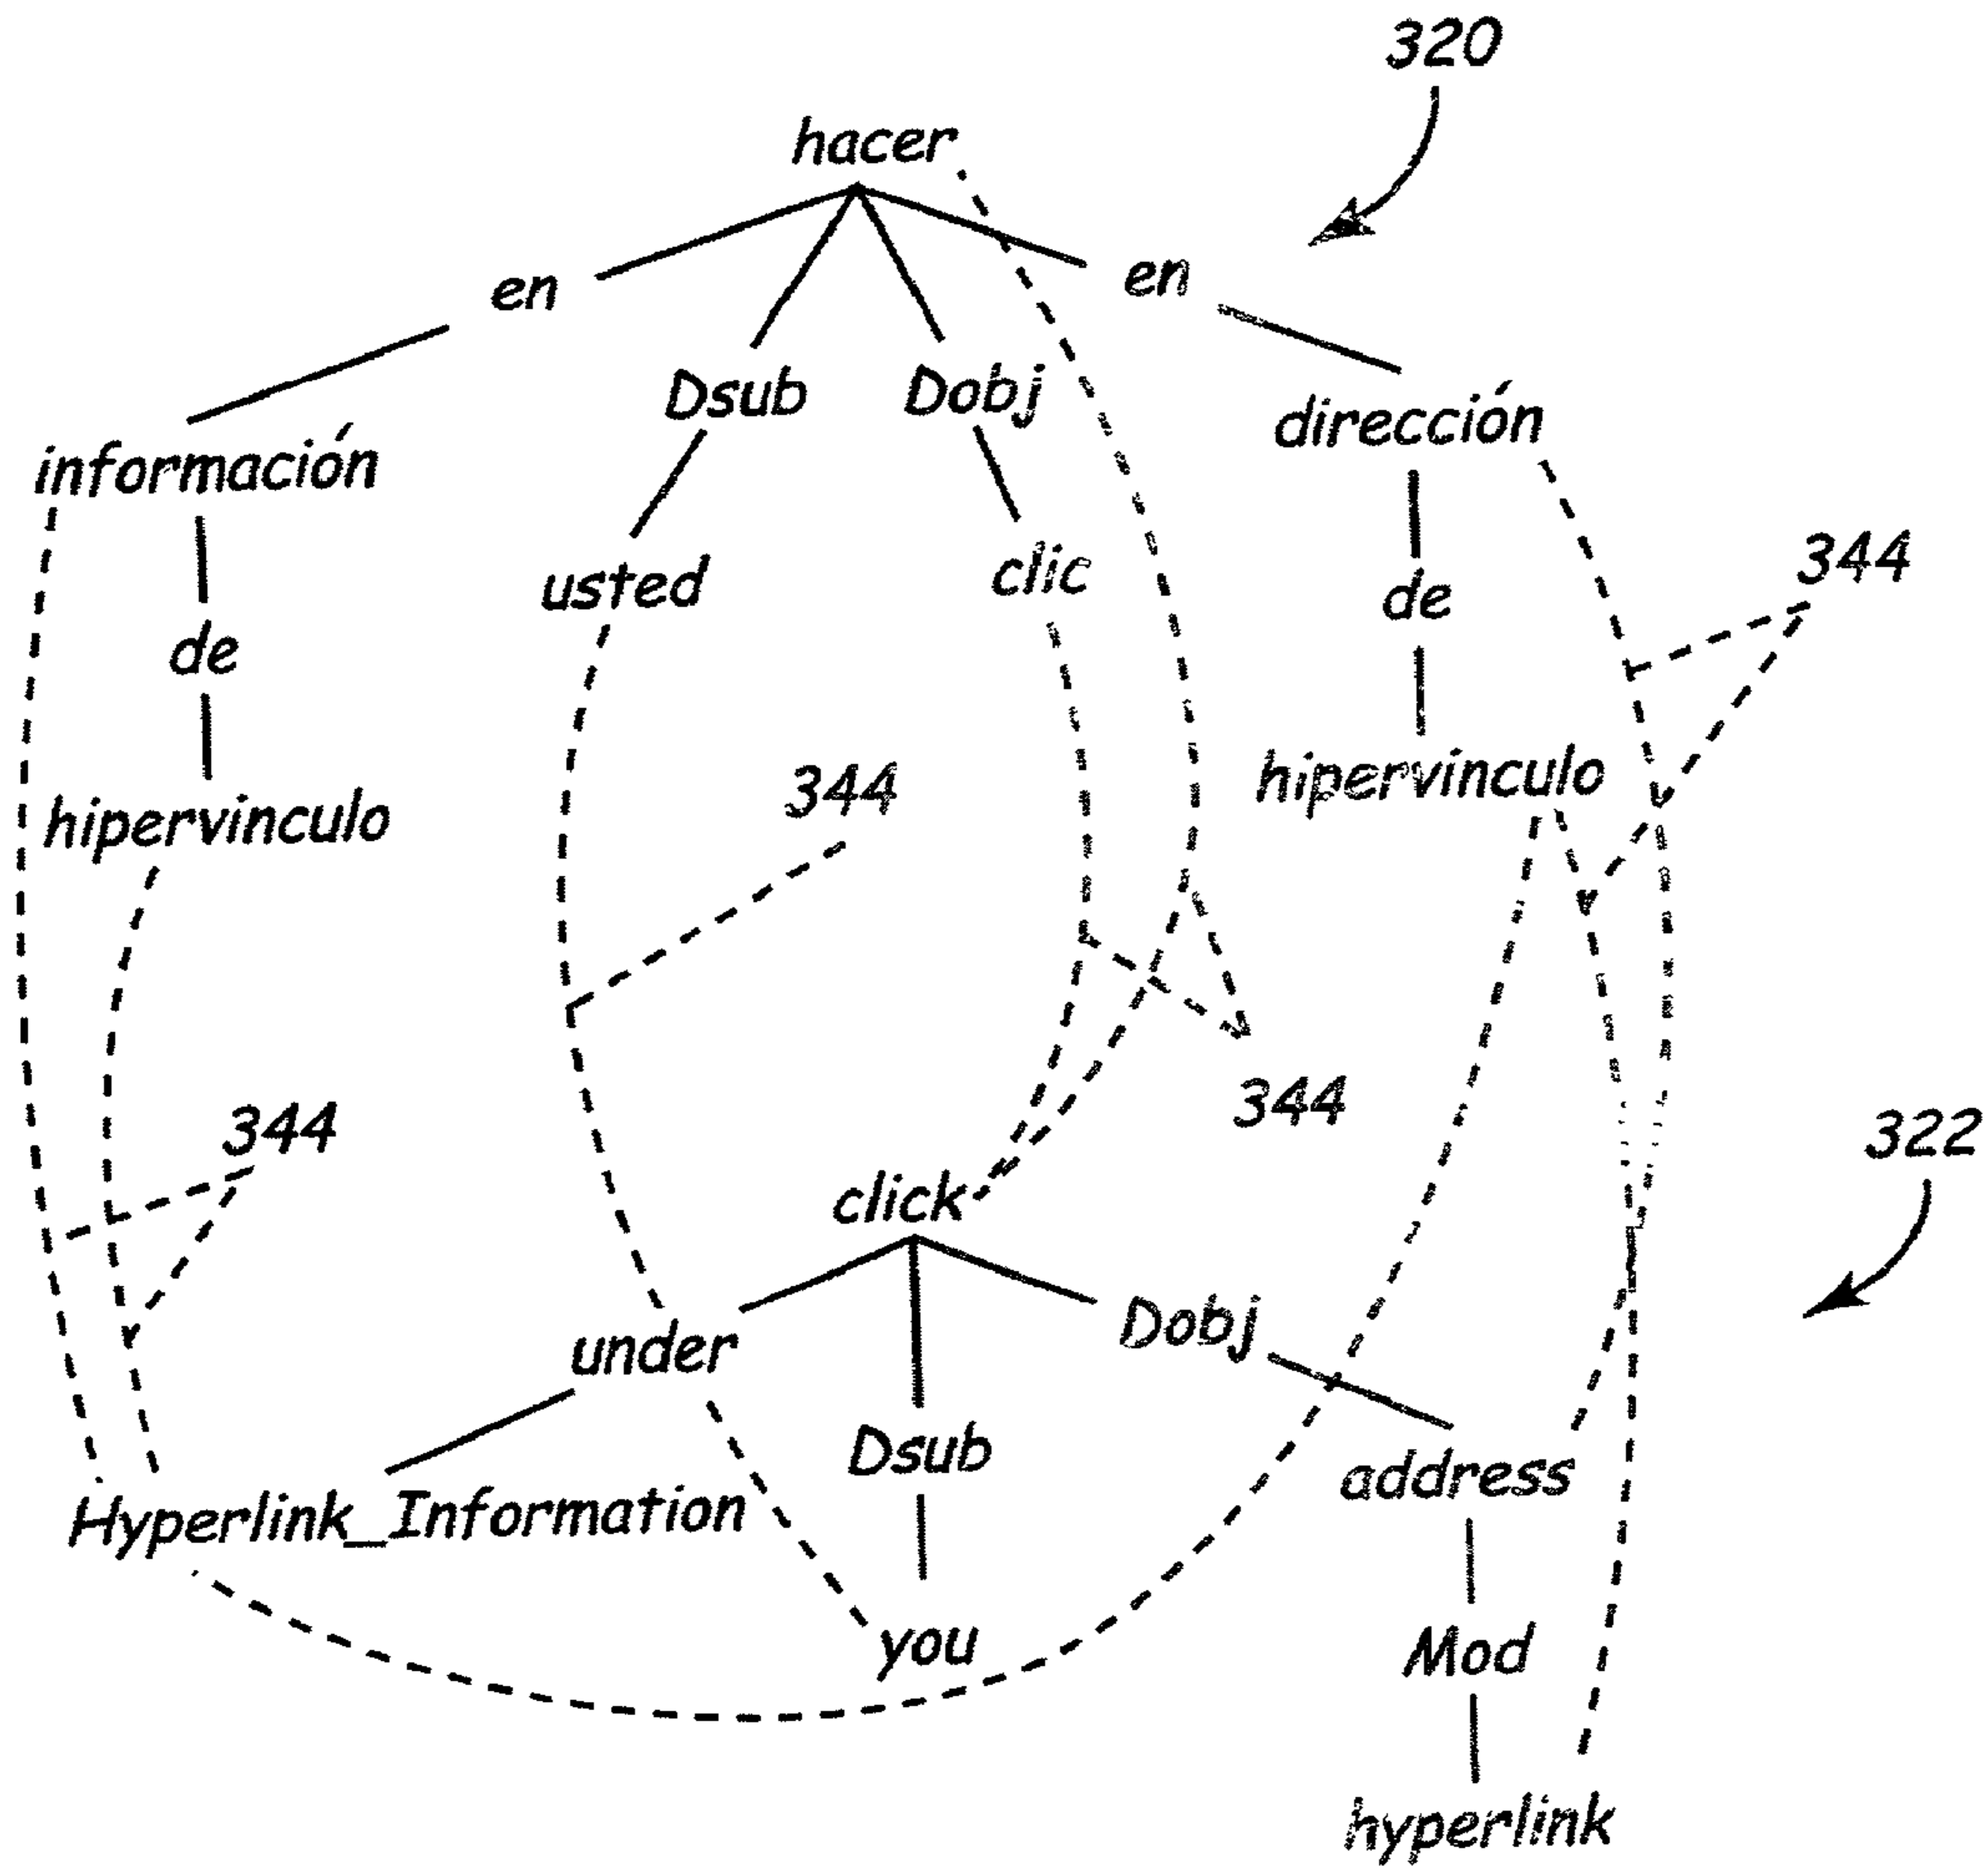 320
hacer
en
en
Dsub
Dobj
dirección
información
344
usted
clic
de
de
344
hipervinculo
hipervinculo
344
344
322
click
under
Dobj
Dsub
address
Hyperlink_Information
you
Mod
hyperlink